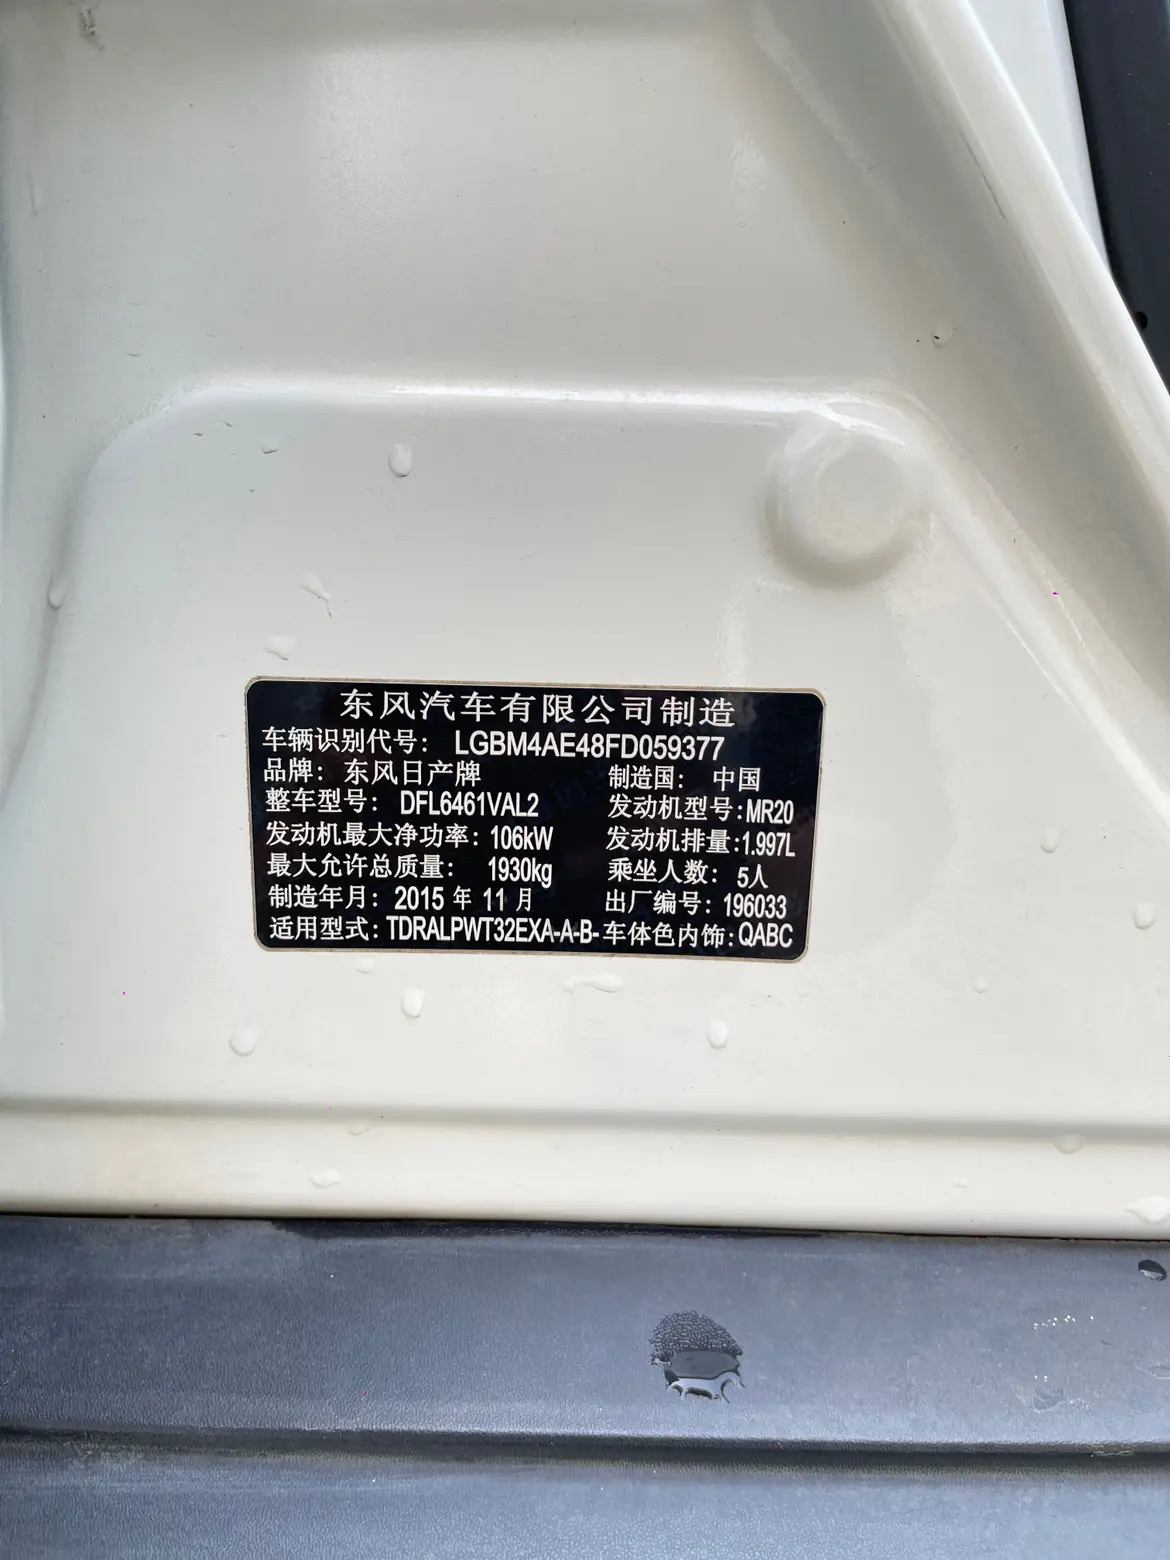 东风汽车有限公司制造
车辆识别代号： LGBM4AE48FD059377
品牌：东风日产牌 制造国： 中国
整车型号： DFL6461VAL2 发动机型号:MR20
发动机最大净功率: 106kW 发动机排量:1.997L
最大允许总质量： 1930kg 乘坐人数： 5人
制造年月: 2015 年 11 月 出厂编号: 196033
适用型式: TDRALPWT32EXA-A-B- 车体色内饰:QABC